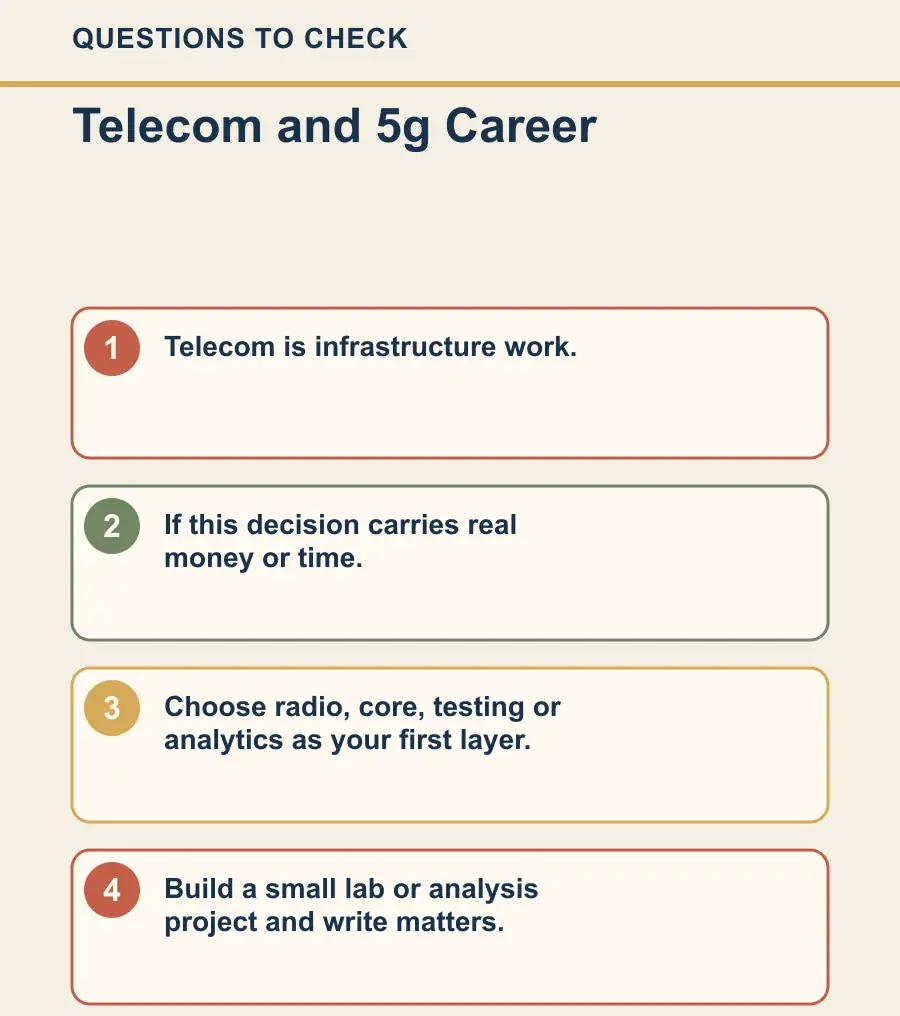 QUESTIONS TO CHECK
Telecom and 5g Career
1
Telecom is infrastructure work.
2
If this decision carries real
money or time.
3
Choose radio, core, testing or
analytics as your first layer.
4
Build a small lab or analysis
project and write matters.